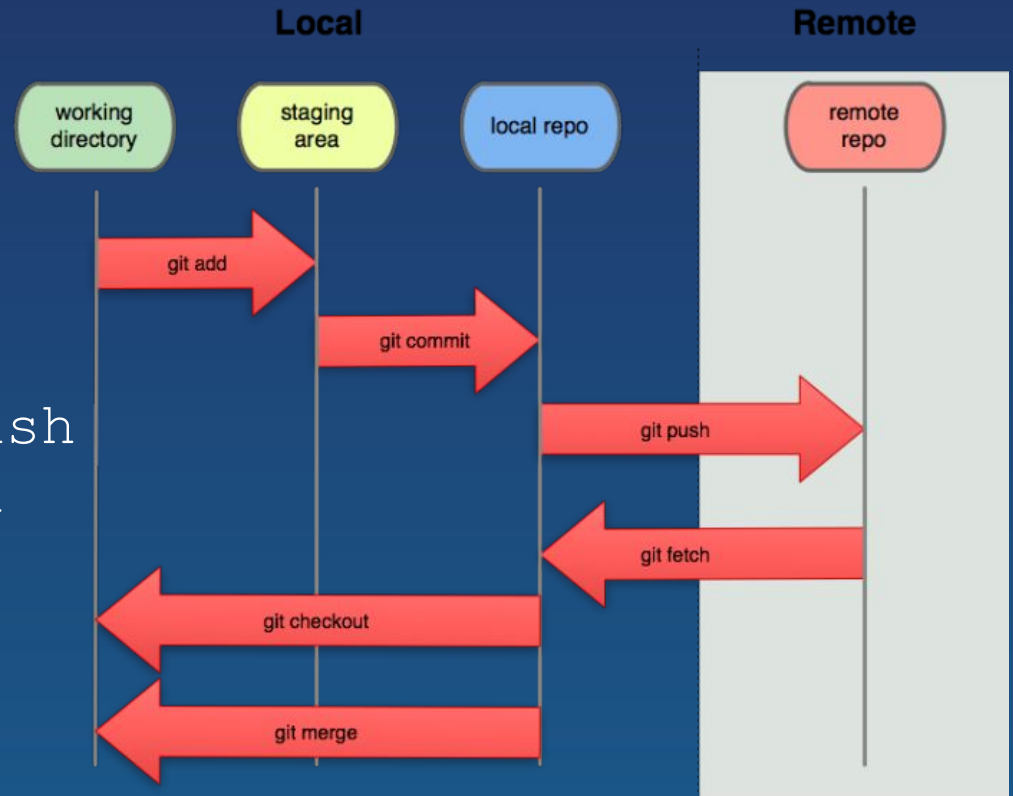 Local
Remote
working
directory
staging
area
local repo
remote
repo
git add
git commit
git push
git fetch
git checkout
git merge